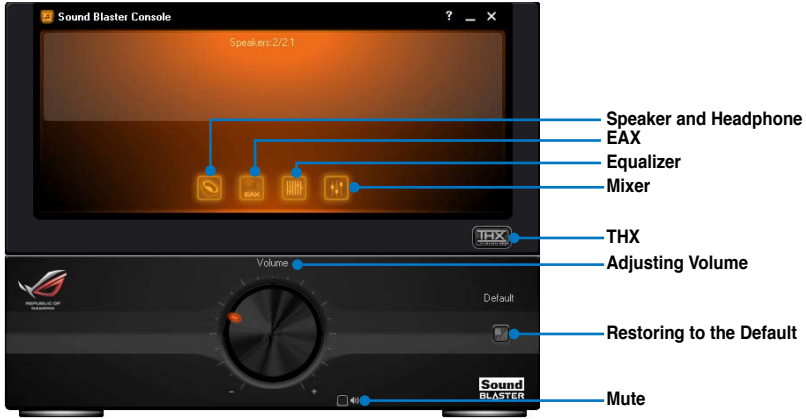 Sound Blaster Console
? _ X
Speakers:2/2.1
EAX
THX
Volume
Default
REPUBLIC OF
GAMERS
- +
Sound
BLASTER
Speaker and Headphone
EAX
Equalizer
Mixer
THX
Adjusting Volume
Restoring to the Default
Mute